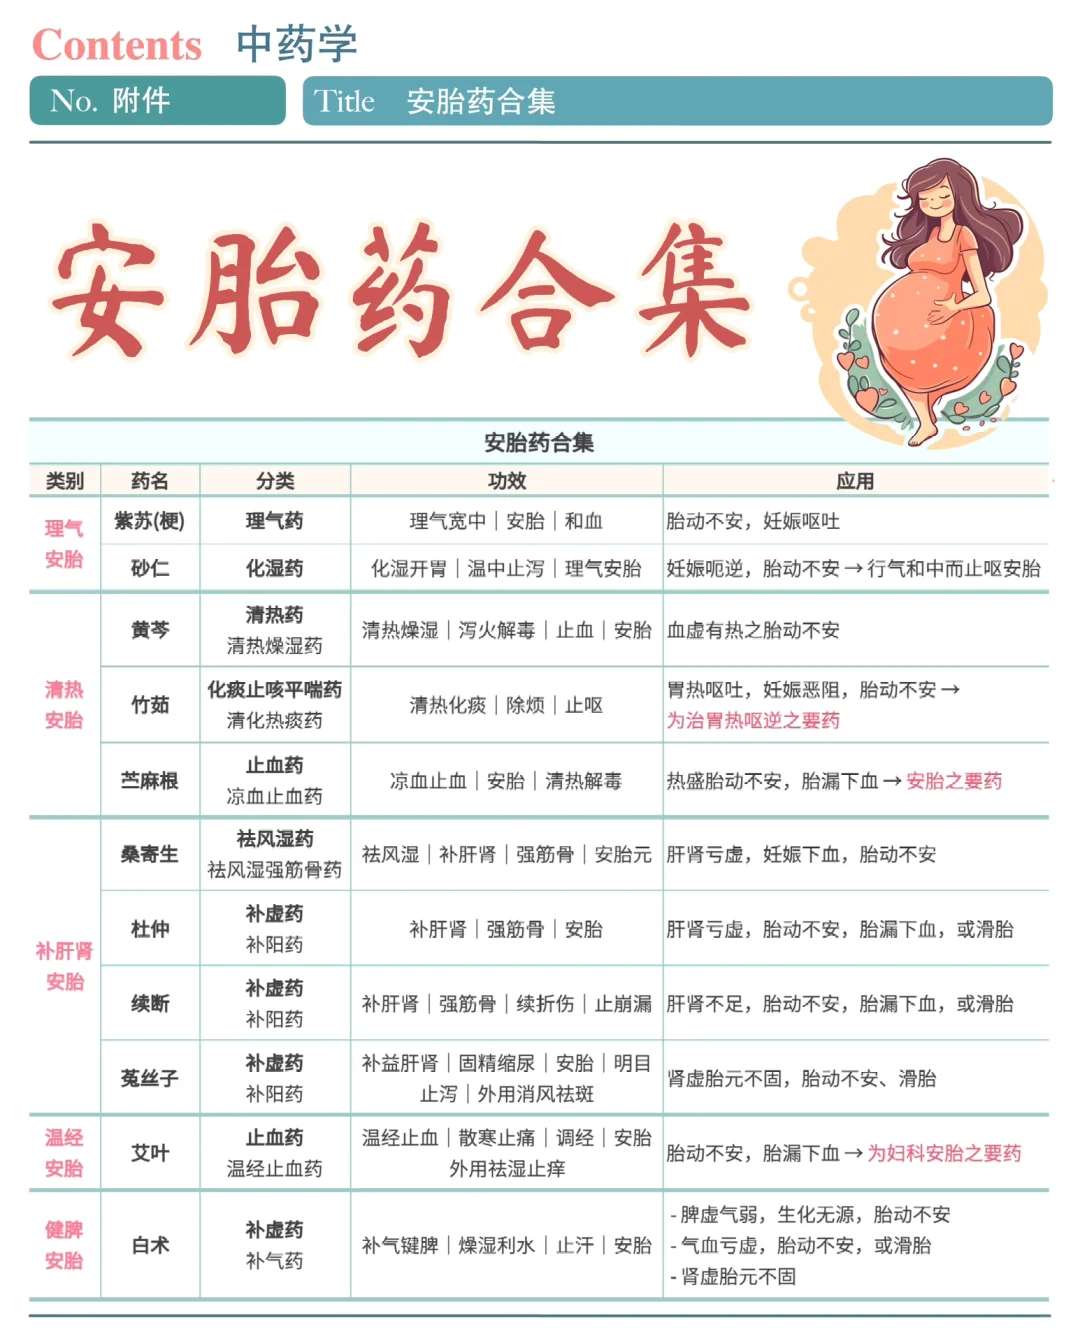 Contents 中药学
No. 附件
Title 安胎药合集
安胎药合集
安胎药合集
类别 药名 分类 功效 应用
理气
安胎
紫苏(梗) 理气药 理气宽中｜安胎｜和血 胎动不安，妊娠呕吐
砂仁 化湿药 化湿开胃｜温中止泻｜理气安胎 妊娠呃逆，胎动不安→行气和中而止呕安胎
清热
安胎
黄芩
清热药
清热燥湿药
清热燥湿｜泻火解毒｜止血｜安胎
血虚有热之胎动不安
竹茹
化痰止咳平喘药
清化热痰药
清热化痰｜除烦｜止呕
胃热呕吐，妊娠恶阻，胎动不安→
为治胃热呕逆之要药
苎麻根
止血药
凉血止血药
凉血止血｜安胎｜清热解毒
热盛胎动不安，胎漏下血→安胎之要药
补肝肾
安胎
桑寄生
祛风湿药
祛风湿强筋骨药
祛风湿｜补肝肾｜强筋骨｜安胎元
肝肾亏虚，妊娠下血，胎动不安
杜仲
补虚药
补阳药
补肝肾｜强筋骨｜安胎
肝肾亏虚，胎动不安，胎漏下血，或滑胎
续断
补虚药
补阳药
补肝肾｜强筋骨｜续折伤｜止崩漏
肝肾不足，胎动不安，胎漏下血，或滑胎
菟丝子
补虚药
补阳药
补益肝肾｜固精缩尿｜安胎｜明目
止泻｜外用消风祛斑
肾虚胎元不固，胎动不安、滑胎
温经
安胎
艾叶
止血药
温经止血药
温经止血｜散寒止痛｜调经｜安胎
外用祛湿止痒
胎动不安，胎漏下血→为妇科安胎之要药
健脾
安胎
白术
补虚药
补气药
补气键脾｜燥湿利水｜止汗｜安胎
- 脾虚气弱，生化无源，胎动不安
- 气血亏虚，胎动不安，或滑胎
- 肾虚胎元不固